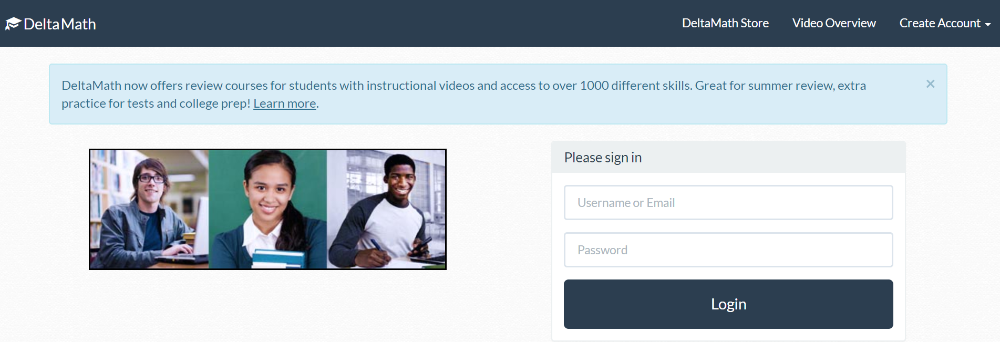 DeltaMath
DeltaMath Store
Video Overview
Create Account
DeltaMath now offers review courses for students with instructional videos and access to over 1000 different skills. Great for summer review, extra
practice for tests and college prep! Learn more.
×
Please sign in
Username or Email
Password
Login